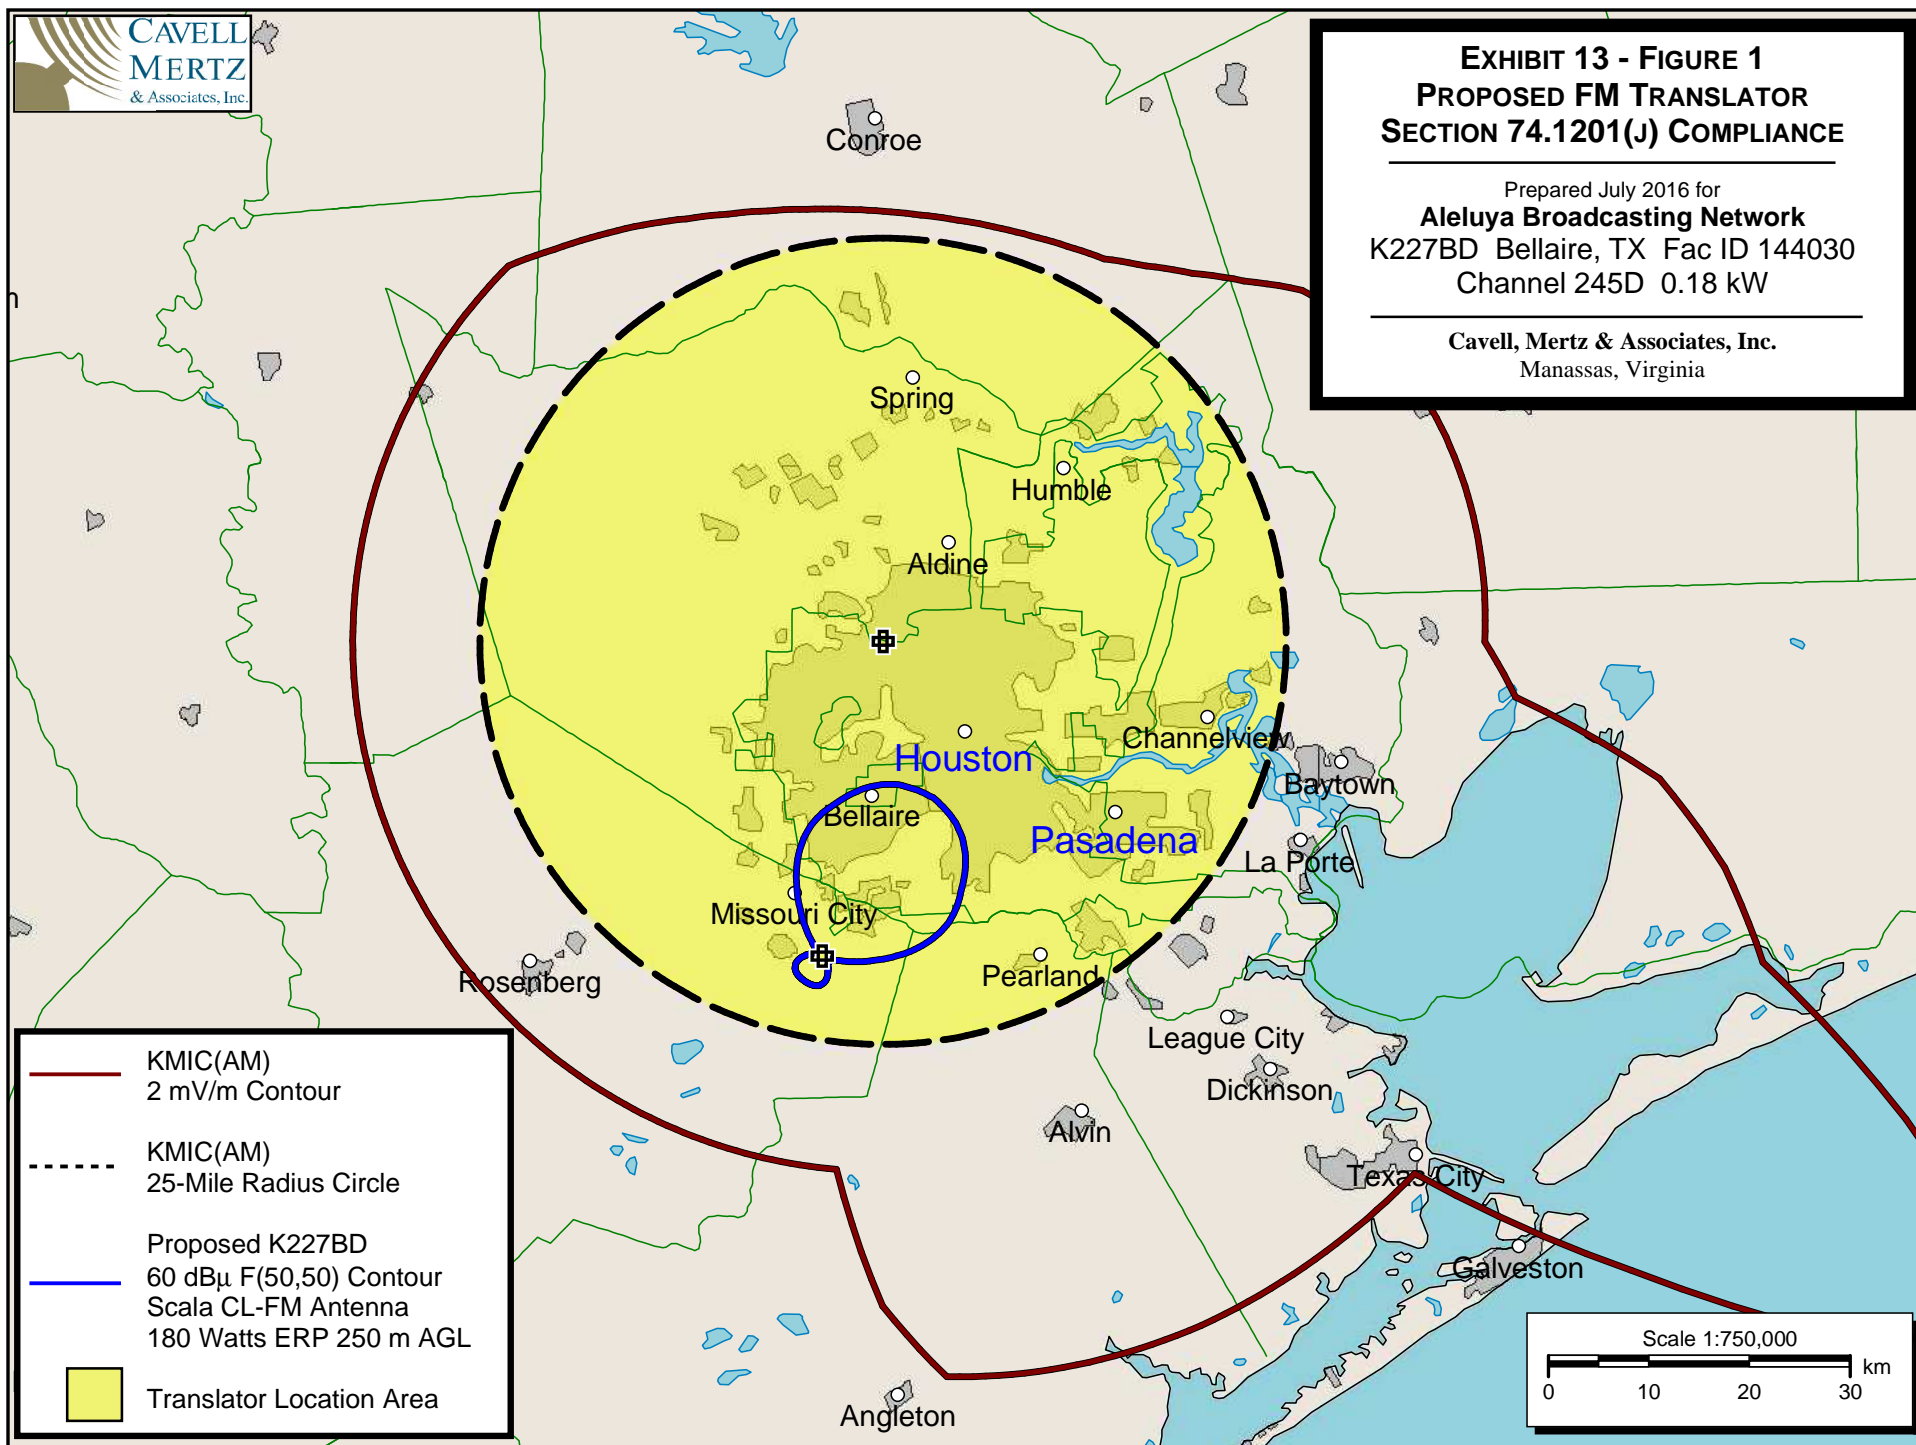 CAVELL
MERTZ
& Associates, Inc.
EXHIBIT 13 - FIGURE 1
PROPOSED FM TRANSLATOR
SECTION 74.1201(J) COMPLIANCE
Prepared July 2016 for
Aleluya Broadcasting Network
K227BD Bellaire, TX Fac ID 144030
Channel 245D 0.18 kW
Cavell, Mertz & Associates, Inc.
Manassas, Virginia
Conroe
n
Spring
Humble
Aldine
Channelview
Houston
Baytown
Bellaire
Pasadena
La Porte
Missouri City
Rosenberg
Pearland
League City
Dickinson
Alvin
Texas City
Galveston
Angleton
KMIC(AM)
2 mV/m Contour
KMIC(AM)
25-Mile Radius Circle
Proposed K227BD
60 dBµ F(50,50) Contour
Scala CL-FM Antenna
180 Watts ERP 250 m AGL
Translator Location Area
Scale 1:750,000
km
0 10 20 30